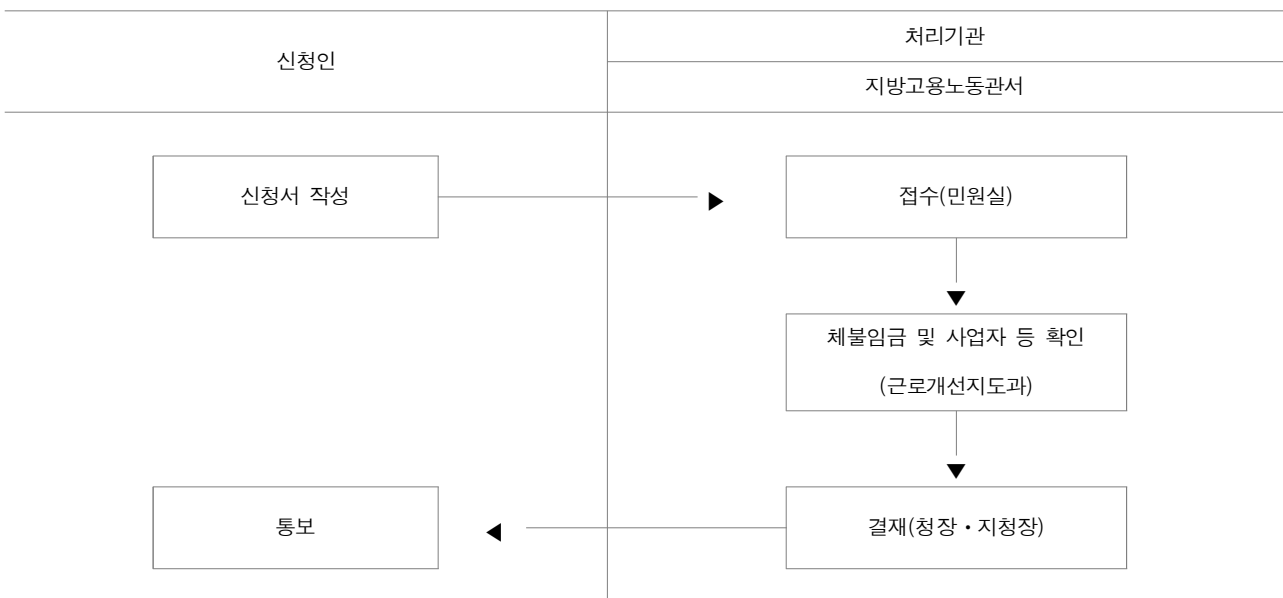 신청인
처리기관
지방고용노동관서
신청서 작성
접수(민원실)
체불임금 및 사업자 등 확인
(근로개선지도과)
통보
결재(청장・지청장)